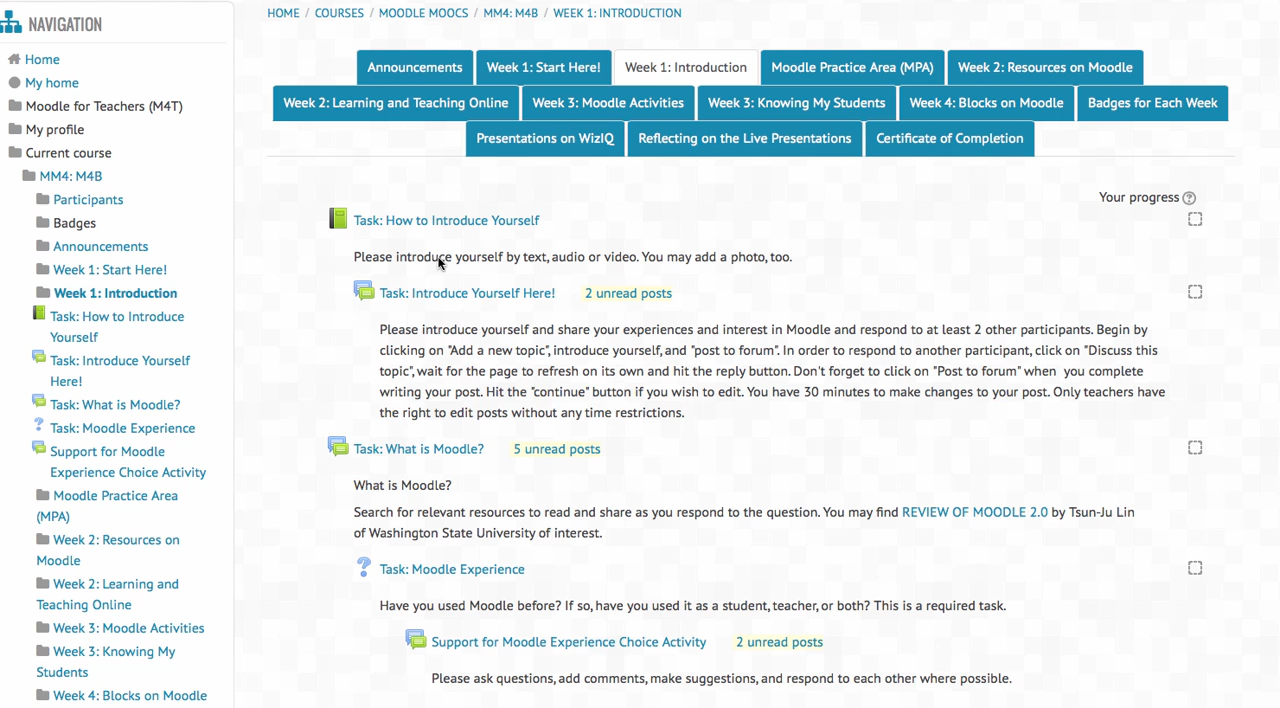 HOME / COURSES / MOODLE MOOCS / MM4: M4B / WEEK 1: INTRODUCTION
NAVIGATION
Home
My home
Moodle for Teachers (M4T)
My profile
Current course
MM4: M4B
Participants
Badges
Announcements
Week 1: Start Here!
Week 1: Introduction
Task: How to Introduce
Yourself
Task: Introduce Yourself
Here!
Task: What is Moodle?
Task: Moodle Experience
Support for Moodle
Experience Choice Activity
Moodle Practice Area
(MPA)
Week 2: Resources on
Moodle
Week 2: Learning and
Teaching Online
Week 3: Moodle Activities
Week 3: Knowing My
Students
Week 4: Blocks on Moodle
Announcements Week 1: Start Here! Week 1: Introduction Moodle Practice Area (MPA) Week 2: Resources on Moodle
Week 2: Learning and Teaching Online Week 3: Moodle Activities Week 3: Knowing My Students Week 4: Blocks on Moodle Badges for Each Week
Presentations on WizIQ Reflecting on the Live Presentations Certificate of Completion
Your progress ?
Task: How to Introduce Yourself
Please introduce yourself by text, audio or video. You may add a photo, too.
Task: Introduce Yourself Here! 2 unread posts
Please introduce yourself and share your experiences and interest in Moodle and respond to at least 2 other participants. Begin by
clicking on "Add a new topic", introduce yourself, and "post to forum". In order to respond to another participant, click on "Discuss this
topic", wait for the page to refresh on its own and hit the reply button. Don't forget to click on "Post to forum" when you complete
writing your post. Hit the "continue" button if you wish to edit. You have 30 minutes to make changes to your post. Only teachers have
the right to edit posts without any time restrictions.
Task: What is Moodle? 5 unread posts
What is Moodle?
Search for relevant resources to read and share as you respond to the question. You may find REVIEW OF MOODLE 2.0 by Tsun-Ju Lin
of Washington State University of interest.
Task: Moodle Experience
Have you used Moodle before? If so, have you used it as a student, teacher, or both? This is a required task.
Support for Moodle Experience Choice Activity 2 unread posts
Please ask questions, add comments, make suggestions, and respond to each other where possible.